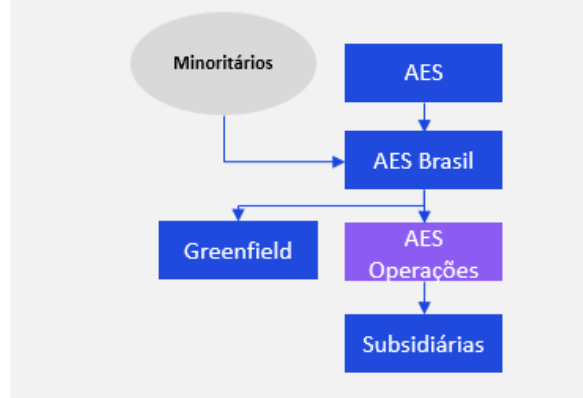 Minoritários
AES
AES Brasil
Greenfield
AES
Operações
Subsidiárias